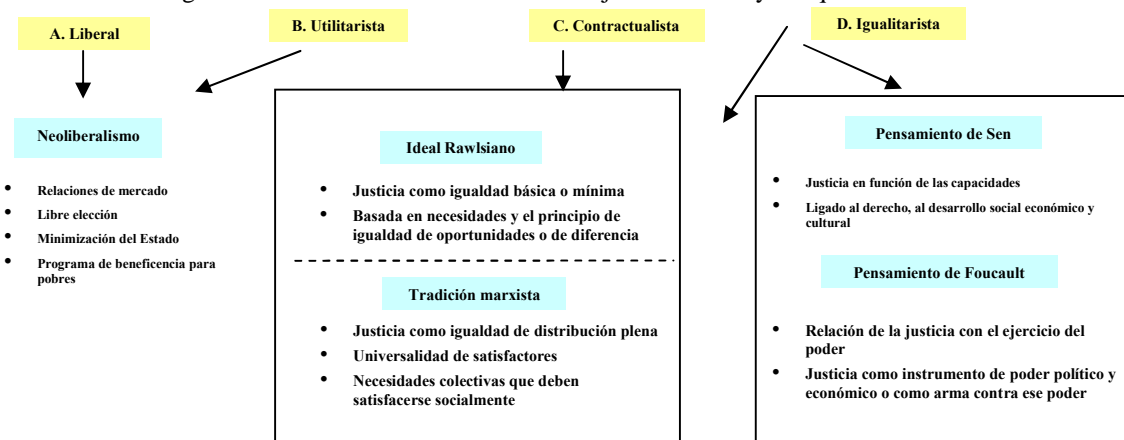 A. Liberal
B. Utilitarista
C. Contractualista
D. Igualitarista
Neoliberalismo
• Relaciones de mercado
• Libre elección
• Minimización del Estado
• Programa de beneficencia para
pobres
Ideal Rawlsiano
• Justicia como igualdad básica o mínima
• Basada en necesidades y el principio de
igualdad de oportunidades o de diferencia
Tradición marxista
• Justicia como igualdad de distribución plena
• Universalidad de satisfactores
• Necesidades colectivas que deben
satisfacerse socialmente
Pensamiento de Sen
• Justicia en función de las capacidades
• Ligado al derecho, al desarrollo social económico y
cultural
Pensamiento de Foucault
• Relación de la justicia con el ejercicio del
poder
• Justicia como instrumento de poder político y
económico o como arma contra ese poder